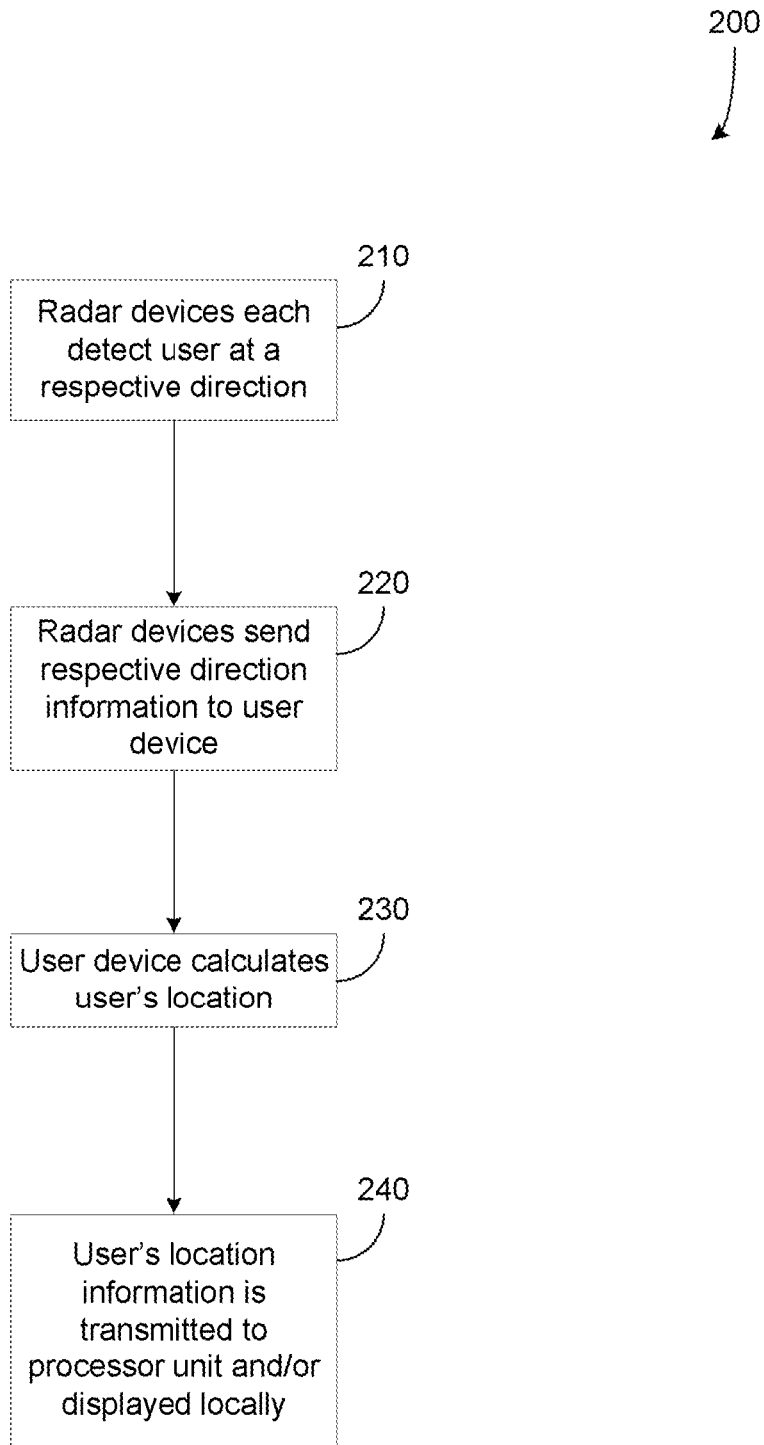 200
210
Radar devices each
detect user at a
respective direction
220
Radar devices send
respective direction
information to user
device
230
User device calculates
user’s location
240
User’s location
information is
transmitted to
processor unit and/or
displayed locally